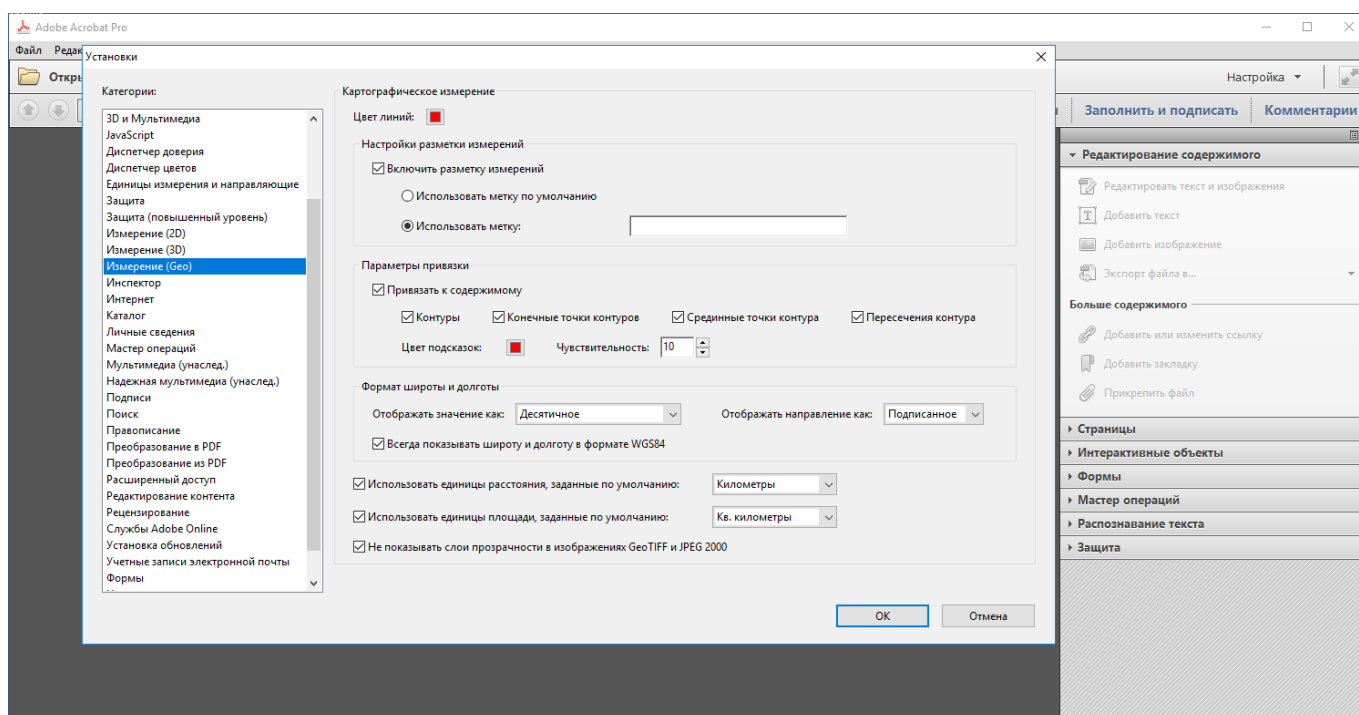 Adobe Acrobat Pro
Файл Редак
Установки
Откры
Настройка
Заполнить и подписать Комментарии
Категории:
3D и Мультимедиа
JavaScript
Диспетчер доверия
Диспетчер цветов
Единицы измерения и направляющие
Защита
Защита (повышенный уровень)
Измерение (2D)
Измерение (3D)
Измерение (Geo)
Инспектор
Интернет
Каталог
Личные сведения
Мастер операций
Мультимедиа (унаслед.)
Надежная мультимедиа (унаслед.)
Подписи
Поиск
Правописание
Преобразование в PDF
Преобразование из PDF
Расширенный доступ
Редактирование контента
Рецензирование
Службы Adobe Online
Установка обновлений
Учетные записи электронной почты
Формы
Картографическое измерение
Цвет линий:
Настройки разметки измерений
Включить разметку измерений
Использовать метку по умолчанию
Использовать метку:
Параметры привязки
Привязать к содержимому
Контуры Конечные точки контуров Срединные точки контура Пересечения контура
Цвет подсказок: Чувствительность: 10
Формат широты и долготы
Отображать значение как: Десятичное Отображать направление как: Подписанное
Всегда показывать широту и долготу в формате WGS84
Использовать единицы расстояния, заданные по умолчанию: Километры
Использовать единицы площади, заданные по умолчанию: Кв. километры
Не показывать слои прозрачности в изображениях GeoTIFF и JPEG 2000
OK Отмена
Редактирование содержимого
Редактировать текст и изображения
Добавить текст
Добавить изображение
Экспорт файла в...
Больше содержимого
Добавить или изменить ссылку
Добавить закладку
Прикрепить файл
Страницы
Интерактивные объекты
Формы
Мастер операций
Распознавание текста
Защита